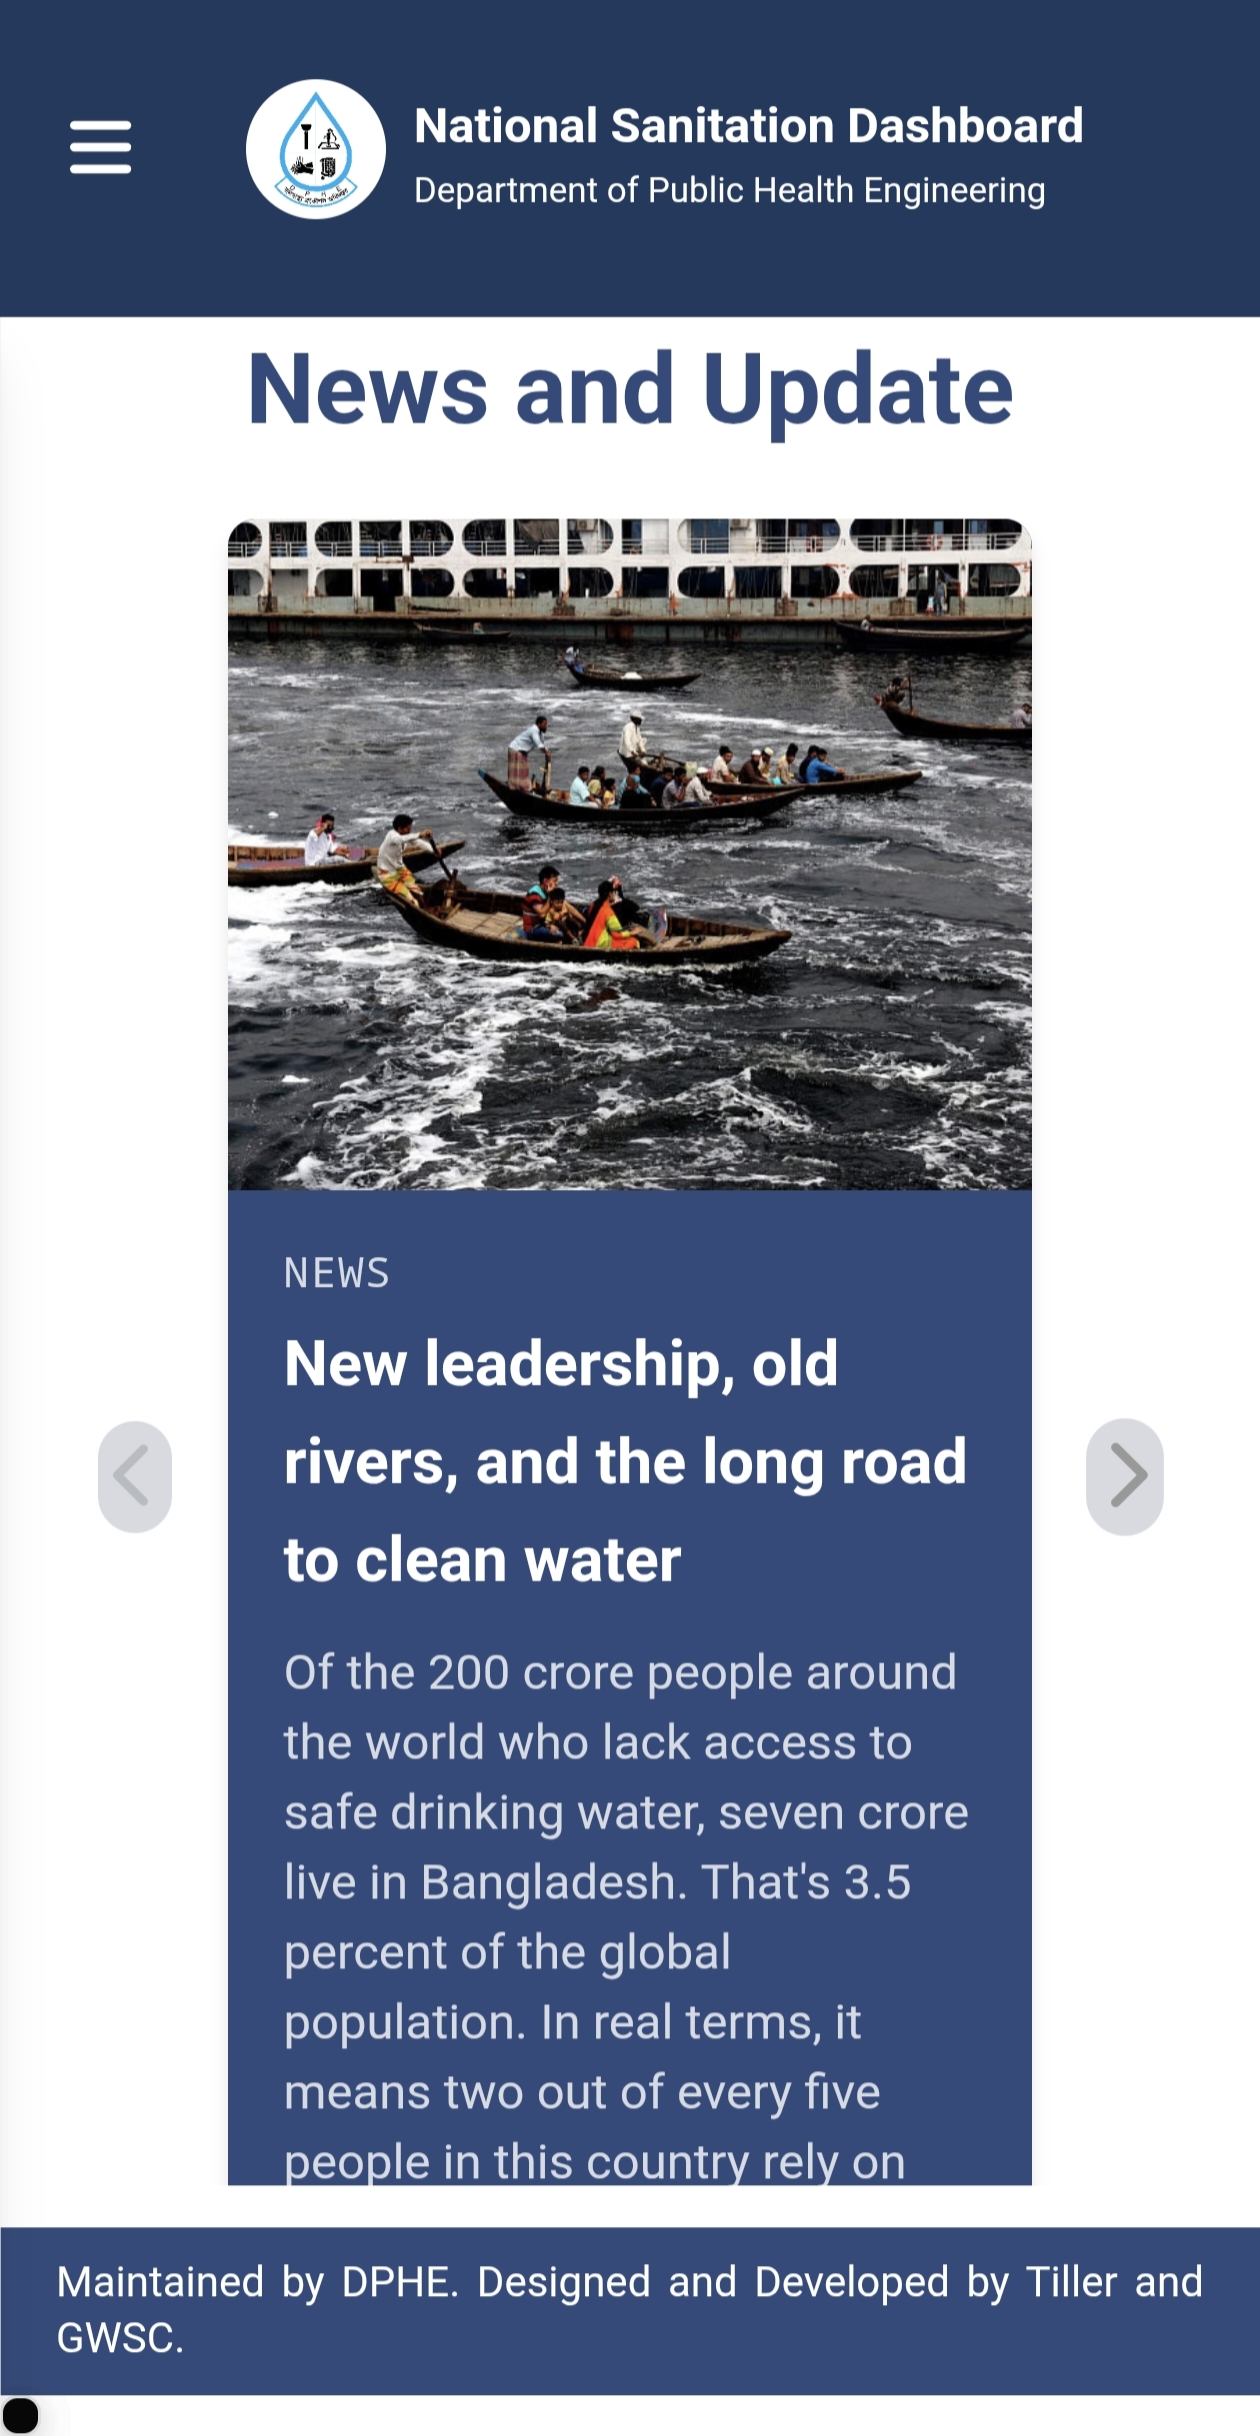 National Sanitation Dashboard
Department of Public Health Engineering
News and Update
NEWS
New leadership, old
rivers, and the long road
to clean water
Of the 200 crore people around
the world who lack access to
safe drinking water, seven crore
live in Bangladesh. That's 3.5
percent of the global
population. In real terms, it
means two out of every five
people in this country rely on
Maintained by DPHE. Designed and Developed by Tiller and
GWSC.